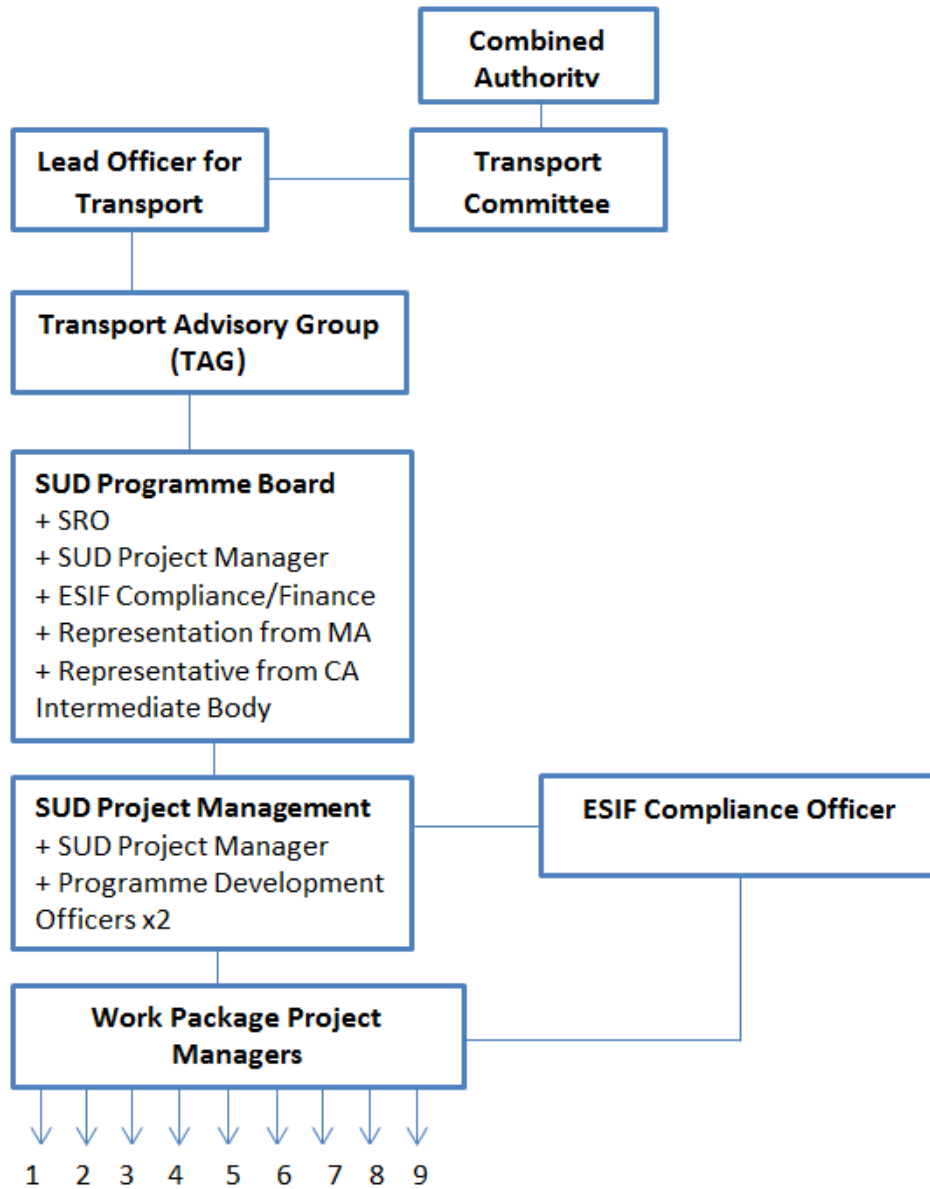 Combined
Authority
Lead Officer for
Transport
Transport
Committee
Transport Advisory Group
(TAG)
SUD Programme Board
+ SRO
+ SUD Project Manager
+ ESIF Compliance/Finance
+ Representation from MA
+ Representative from CA
Intermediate Body
SUD Project Management
+ SUD Project Manager
+ Programme Development
Officers x2
ESIF Compliance Officer
Work Package Project
Managers
1 2 3 4 5 6 7 8 9